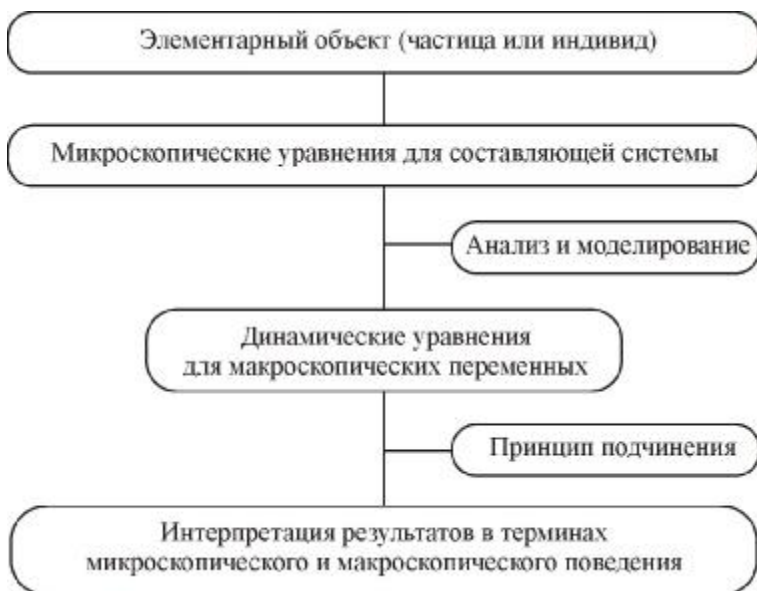 Элементарный объект (частица или индивид)
Микроскопические уравнения для составляющей системы
Анализ и моделирование
Динамические уравнения
для макроскопических переменных
Принцип подчинения
Интерпретация результатов в терминах
микроскопического и макроскопического поведения